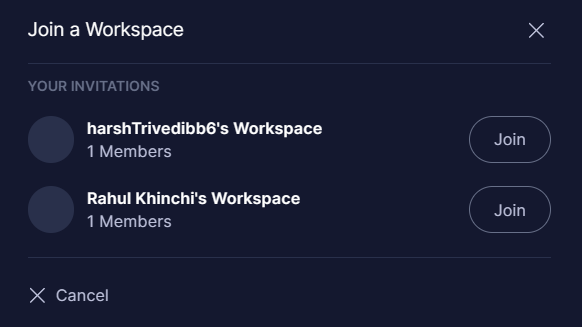 Join a Workspace
YOUR INVITATIONS
harshTrivedibb6's Workspace
1 Members
Join
Rahul Khinchi's Workspace
1 Members
Join
Cancel